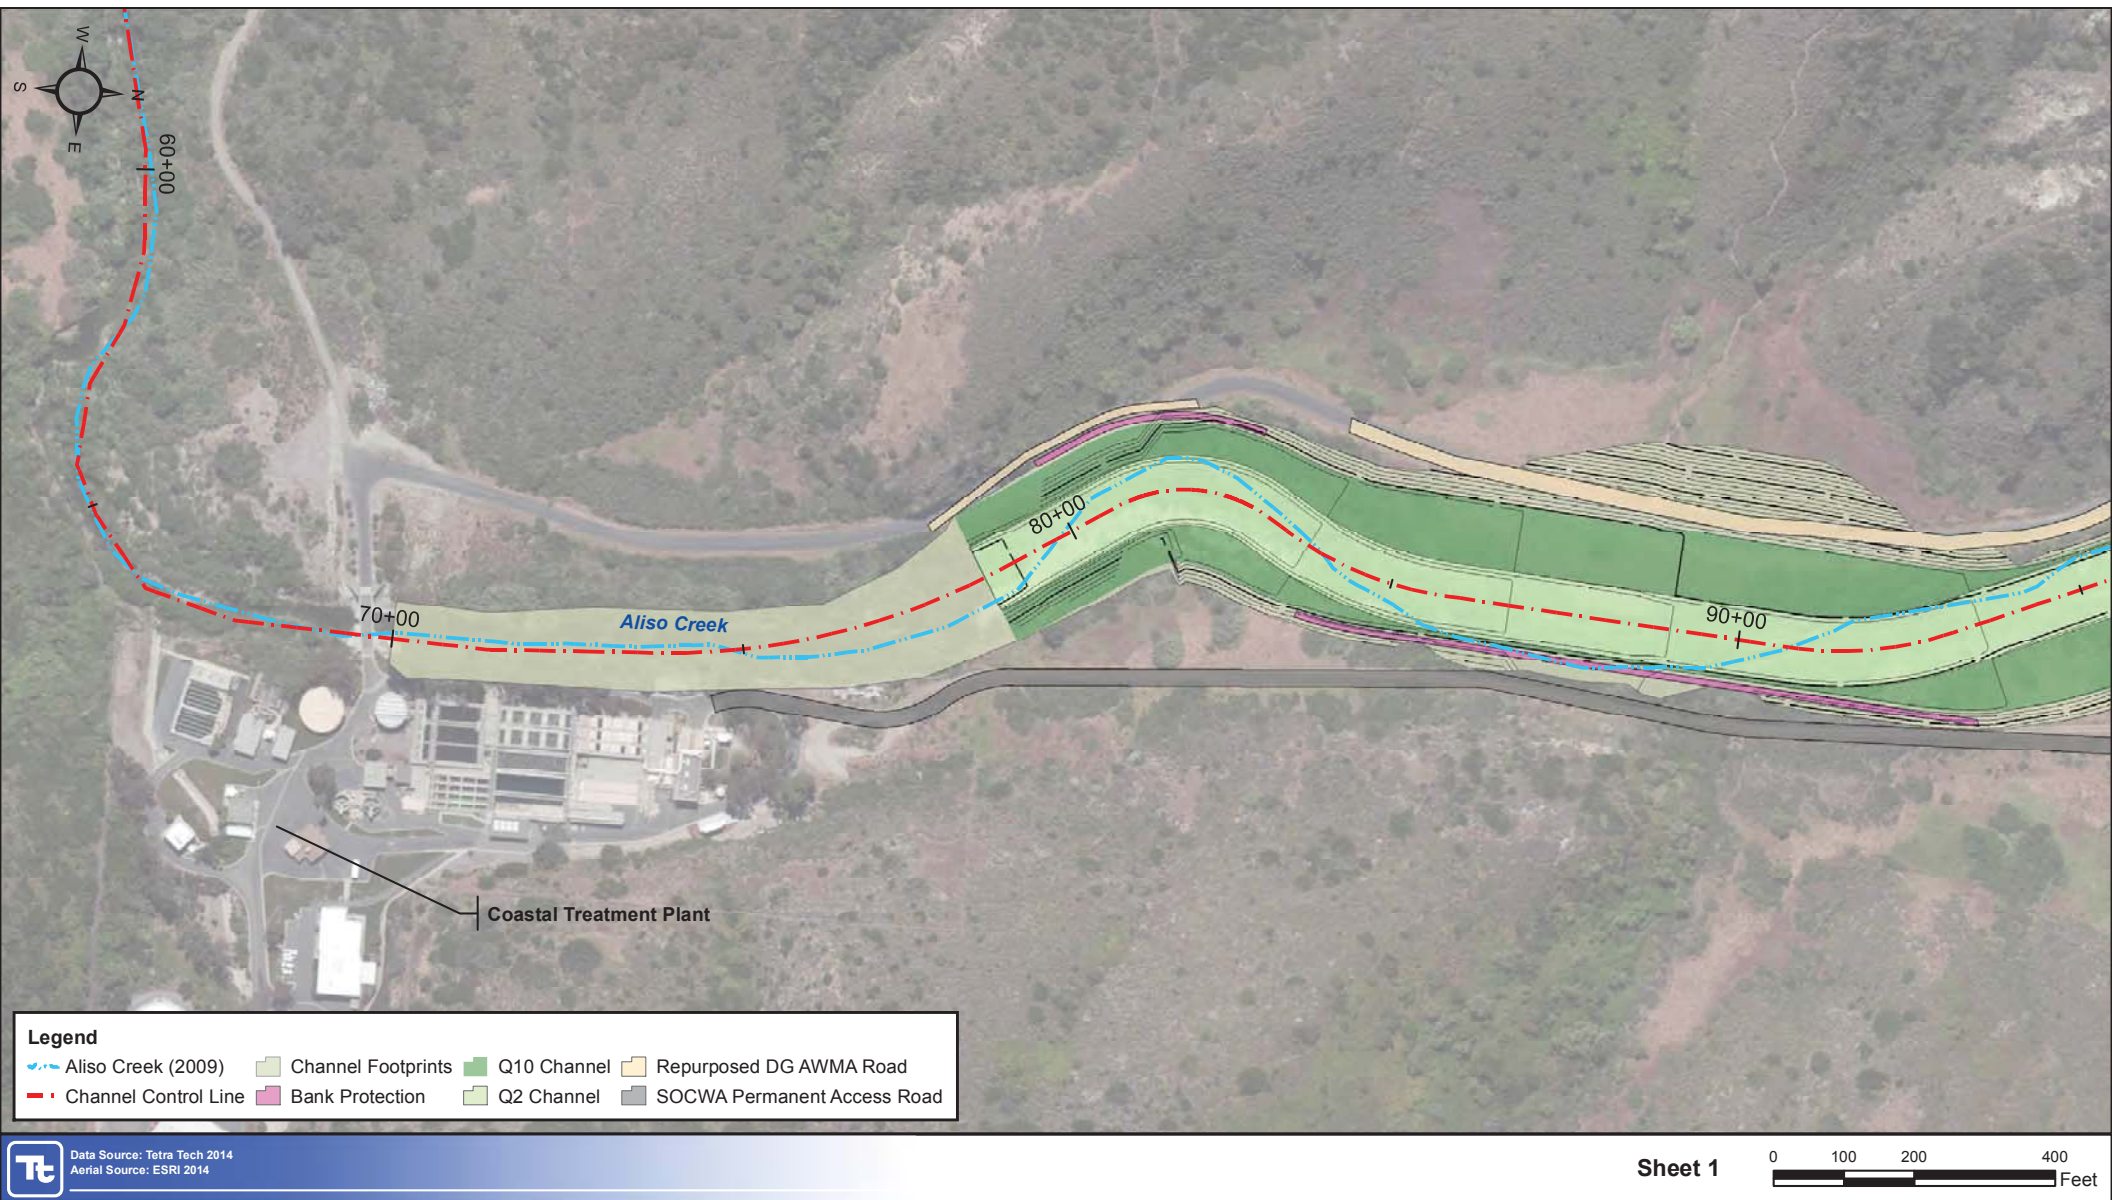 W
S
N
E
60+00
80+00
70+00
Aliso Creek
90+00
Coastal Treatment Plant
Legend
Aliso Creek (2009)
Channel Footprints
Q10 Channel
Repurposed DG AWMA Road
Channel Control Line
Bank Protection
Q2 Channel
SOCWA Permanent Access Road
Tt
Data Source: Tetra Tech 2014
Aerial Source: ESRI 2014
Sheet 1
0 100 200 400
Feet